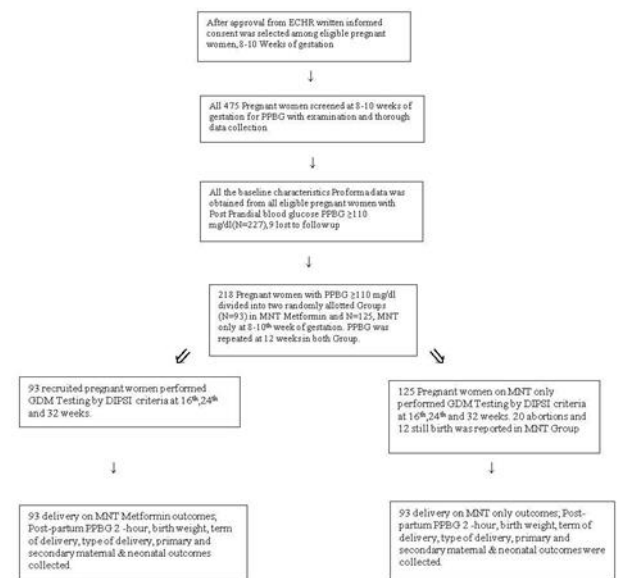 After approval from ECHR written informed
consent was selected among eligible pregnant
women, 8-10 Weeks of gestation
↓
All 475 Pregnant women screened at 8-10 weeks of
gestation for PPBG with examination and thorough
data collection
↓
All the baseline characteristics Proforma data was
obtained from all eligible pregnant women with
Post Prandial blood glucose PPBG ≥110
mg/dl(N=227), 9 lost to follow up
↓
218 Pregnant women with PPBG ≥110 mg/dl
divided into two randomly allotted Groups
(N=93) in MNT Metformin and N=125, MNT
only at 8-10th week of gestation. PPBG was
repeated at 12 weeks in both Group.
93 recruited pregnant women performed
GDM Testing by DIPSI criteria at 16th,24th
and 32 weeks.
↓
93 delivery on MNT Metformin outcomes;
Post-partum PPBG 2 -hour, birth weight, term
of delivery, type of delivery, primary and
secondary maternal & neonatal outcomes
collected.
125 Pregnant women on MNT only
performed GDM Testing by DIPSI criteria
at 16th,24th and 32 weeks. 20 abortions and
12 still birth was reported in MNT Group
↓
93 delivery on MNT only outcomes; Post-
partum PPBG 2 -hour, birth weight, term of
delivery, type of delivery, primary and
secondary maternal & neonatal outcomes were
collected.